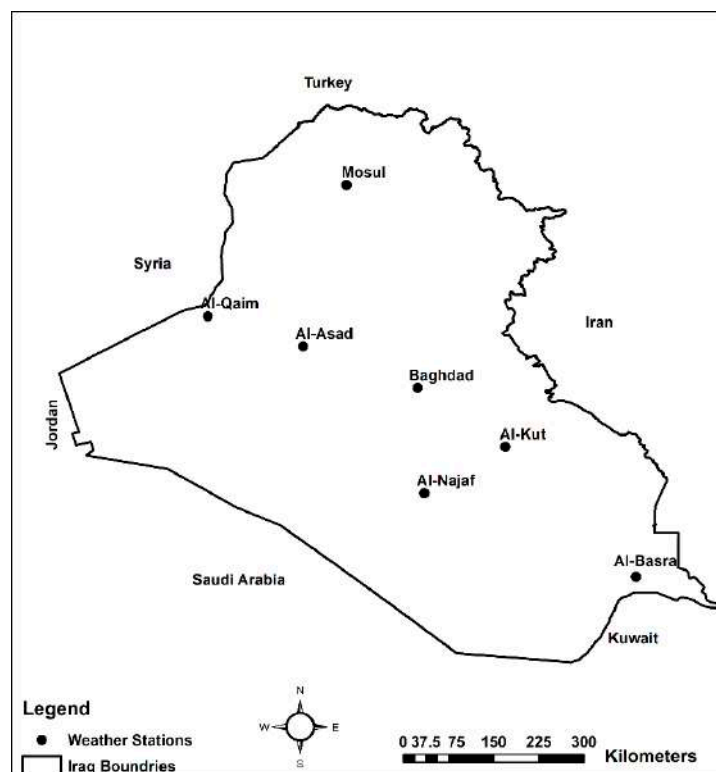 Turkey
Mosul
Syria
Al-Qaim
Iran
Al-Asad
Baghdad
Jordan
Al-Kut
Al-Najaf
Al-Basra
Saudi Arabia
Kuwait
Legend
Weather Stations
Iraq Boundries
N
W E
S
0 37.5 75 150 225 300
Kilometers